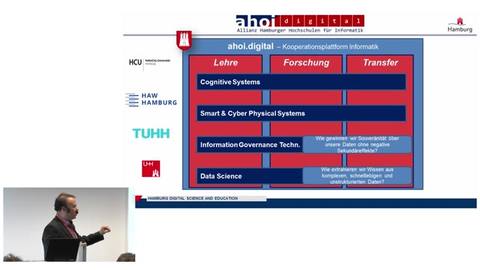 ahoi digital
Allianz Hamburger Hochschulen für Informatik
Hamburg
ahoi.digital – Kooperationsplattform Informatik
Lehre Forschung Transfer
Cognitive Systems
Smart & Cyber Physical Systems
Information Governance Techn.
Wie gewinnen wir Souveränität über
unsere Daten ohne negative
Sekundäreffekte?
Data Science
Wie extrahieren wir Wissen aus
komplexen, schnelllebigen und
unstrukturierten Daten?
HCU
HAW
HAMBURG
TUHH
UHH
HAMBURG DIGITAL SCIENCE AND EDUCATION